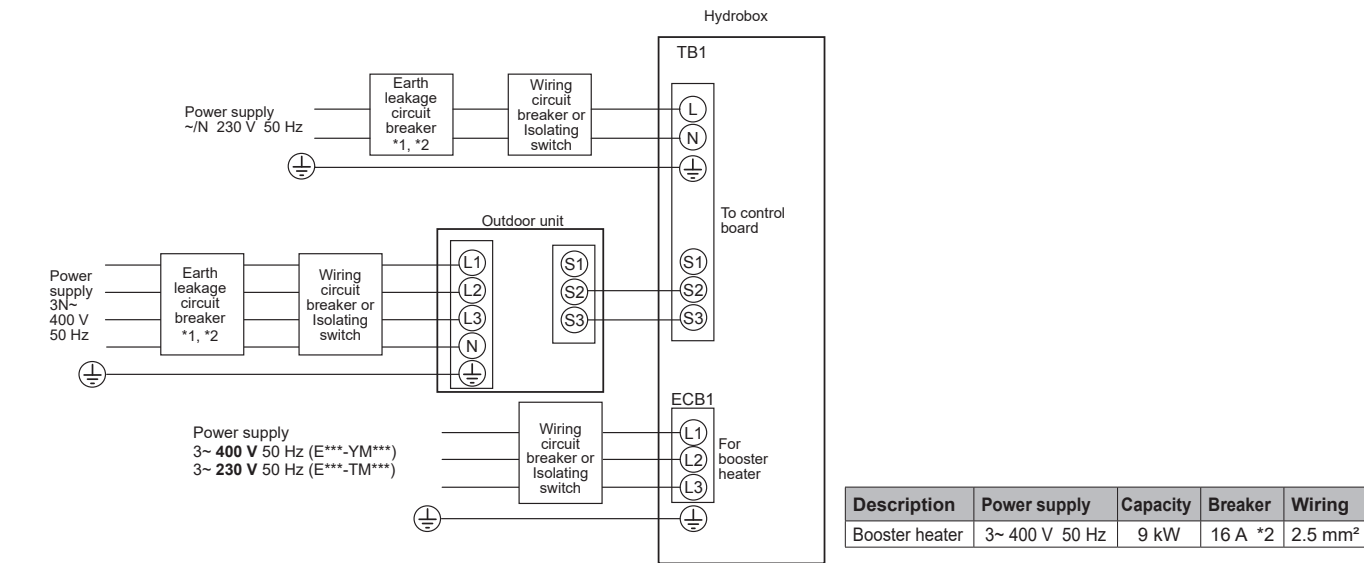 Hydrobox
TB1
Power supply
~/N 230 V 50 Hz
Earth
leakage
circuit
breaker
*1, *2
Wiring
circuit
breaker or
Isolating
switch
L
N
To control
board
S1
S2
S3
Outdoor unit
Power
supply
3N~
400 V
50 Hz
Earth
leakage
circuit
breaker
*1, *2
Wiring
circuit
breaker or
Isolating
switch
L1
L2
L3
N
S1
S2
S3
ECB1
Power supply
3~ 400 V 50 Hz (E***-YM***)
3~ 230 V 50 Hz (E***-TM***)
Wiring
circuit
breaker or
Isolating
switch
L1
L2
L3
For
booster
heater
Description Power supply Capacity Breaker Wiring
Booster heater 3~ 400 V 50 Hz 9 kW 16 A *2 2.5 mm²